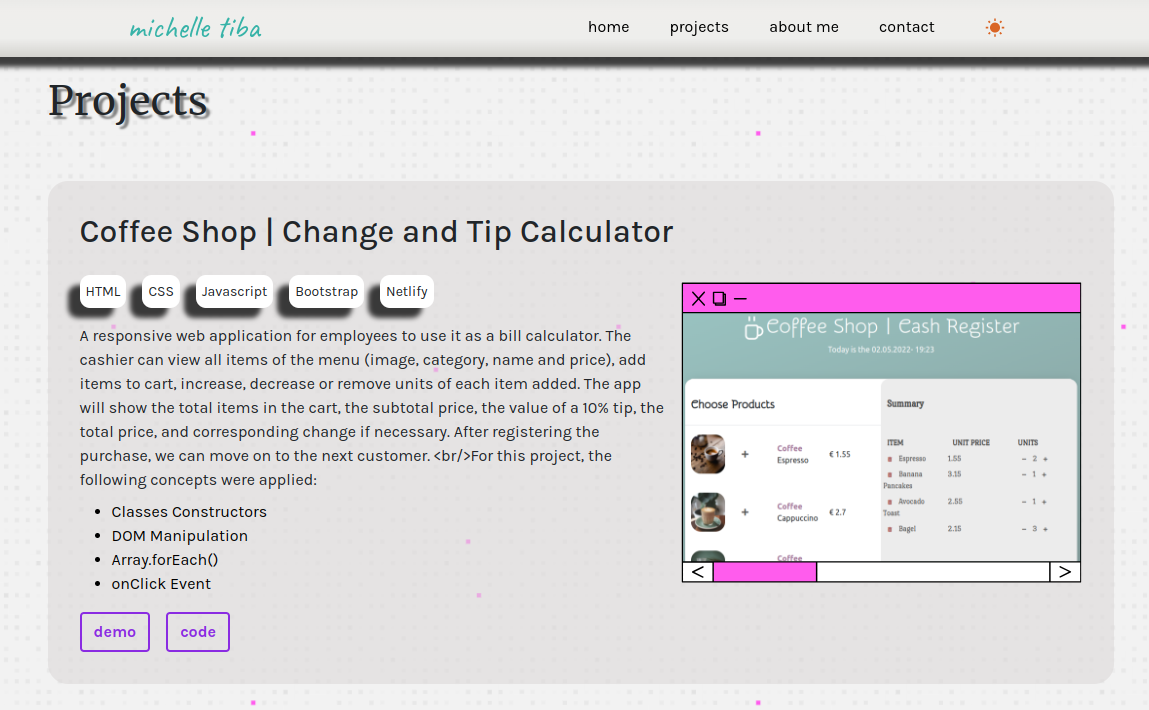 michelle tiba
home projects about me contact
Projects
Coffee Shop | Change and Tip Calculator
HTML CSS Javascript Bootstrap Netlify
A responsive web application for employees to use it as a bill calculator. The
cashier can view all items of the menu (image, category, name and price), add
items to cart, increase, decrease or remove units of each item added. The app
will show the total items in the cart, the subtotal price, the value of a 10% tip, the
total price, and corresponding change if necessary. After registering the
purchase, we can move on to the next customer. <br/>For this project, the
following concepts were applied:
• Classes Constructors
• DOM Manipulation
• Array.forEach()
• onClick Event
demo code
Coffee Shop | Cash Register
Today is the 02.05.2022- 19:23
Choose Products
+ Coffee
Espresso € 1.55
+ Coffee
Cappuccino € 2.7
Coffee
Summary
ITEM UNIT PRICE UNITS
Espresso 1.55 − 2 +
Banana 3.15 − 1 +
Pancakes
Avocado 2.55 − 1 +
Toast
Bagel 2.15 − 3 +
< >